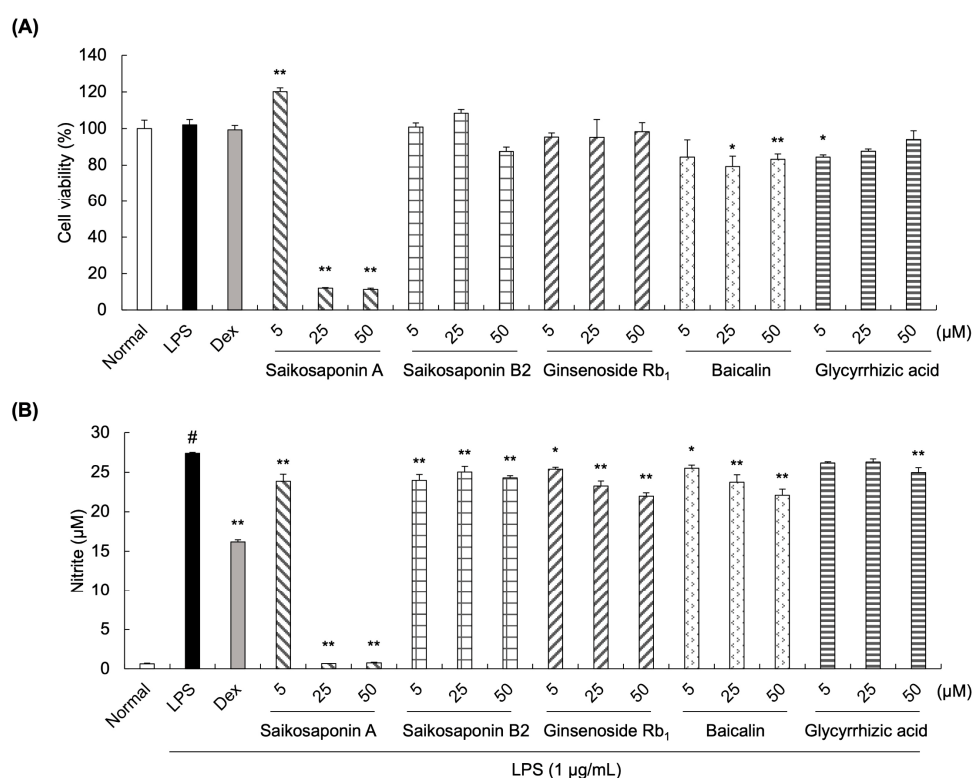 (A)
Cell viability (%)
140
120
100
80
60
40
20
0
**
**
**
*
**
*
Normal
LPS
Dex
5
25
50
5
25
50
5
25
50
5
25
50
5
25
50
(µM)
Saikosaponin A
Saikosaponin B2
Ginsenoside Rb₁
Baicalin
Glycyrrhizic acid
(B)
Nitrite (µM)
30
25
20
15
10
5
0
#
**
**
**
**
**
**
**
*
**
**
*
**
**
**
Normal
LPS
Dex
5
25
50
5
25
50
5
25
50
5
25
50
5
25
50
(µM)
Saikosaponin A
Saikosaponin B2
Ginsenoside Rb₁
Baicalin
Glycyrrhizic acid
LPS (1 µg/mL)